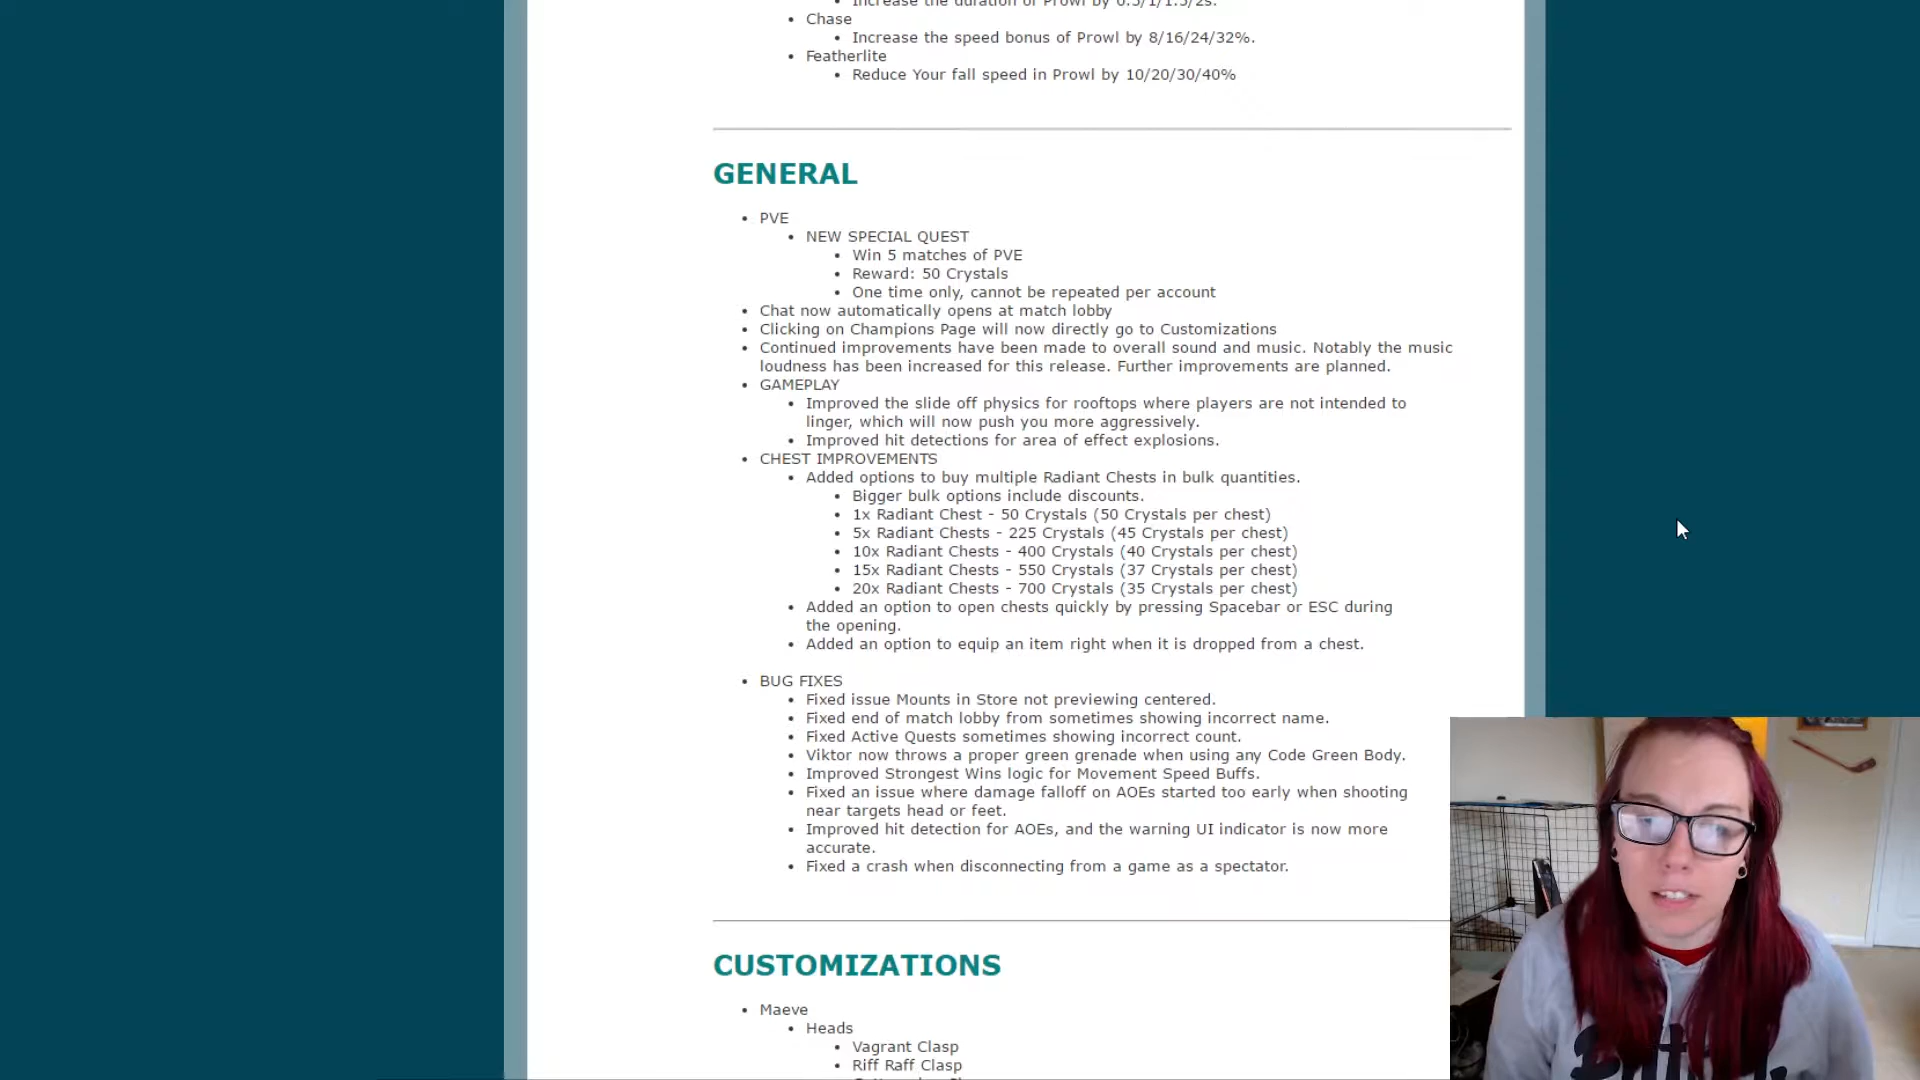 Increase the duration of Prowl by 0.5/1/1.5/2s.
Chase
Increase the speed bonus of Prowl by 8/16/24/32%.
Featherlite
Reduce Your fall speed in Prowl by 10/20/30/40%
GENERAL
PVE
NEW SPECIAL QUEST
Win 5 matches of PVE
Reward: 50 Crystals
One time only, cannot be repeated per account
Chat now automatically opens at match lobby
Clicking on Champions Page will now directly go to Customizations
Continued improvements have been made to overall sound and music. Notably the music
loudness has been increased for this release. Further improvements are planned.
GAMEPLAY
Improved the slide off physics for rooftops where players are not intended to
linger, which will now push you more aggressively.
Improved hit detections for area of effect explosions.
CHEST IMPROVEMENTS
Added options to buy multiple Radiant Chests in bulk quantities.
Bigger bulk options include discounts.
1x Radiant Chest - 50 Crystals (50 Crystals per chest)
5x Radiant Chests - 225 Crystals (45 Crystals per chest)
10x Radiant Chests - 400 Crystals (40 Crystals per chest)
15x Radiant Chests - 550 Crystals (37 Crystals per chest)
20x Radiant Chests - 700 Crystals (35 Crystals per chest)
Added an option to open chests quickly by pressing Spacebar or ESC during
the opening.
Added an option to equip an item right when it is dropped from a chest.
BUG FIXES
Fixed issue Mounts in Store not previewing centered.
Fixed end of match lobby from sometimes showing incorrect name.
Fixed Active Quests sometimes showing incorrect count.
Viktor now throws a proper green grenade when using any Code Green Body.
Improved Strongest Wins logic for Movement Speed Buffs.
Fixed an issue where damage falloff on AOEs started too early when shooting
near targets head or feet.
Improved hit detection for AOEs, and the warning UI indicator is now more
accurate.
Fixed a crash when disconnecting from a game as a spectator.
CUSTOMIZATIONS
Maeve
Heads
Vagrant Clasp
Riff Raff Clasp